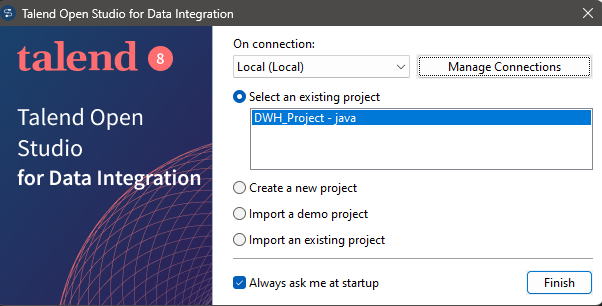 Talend Open Studio for Data Integration
talend 8
Talend Open
Studio
for Data Integration
On connection:
Local (Local)
Manage Connections
Select an existing project
DWH_Project - java
Create a new project
Import a demo project
Import an existing project
Always ask me at startup
Finish